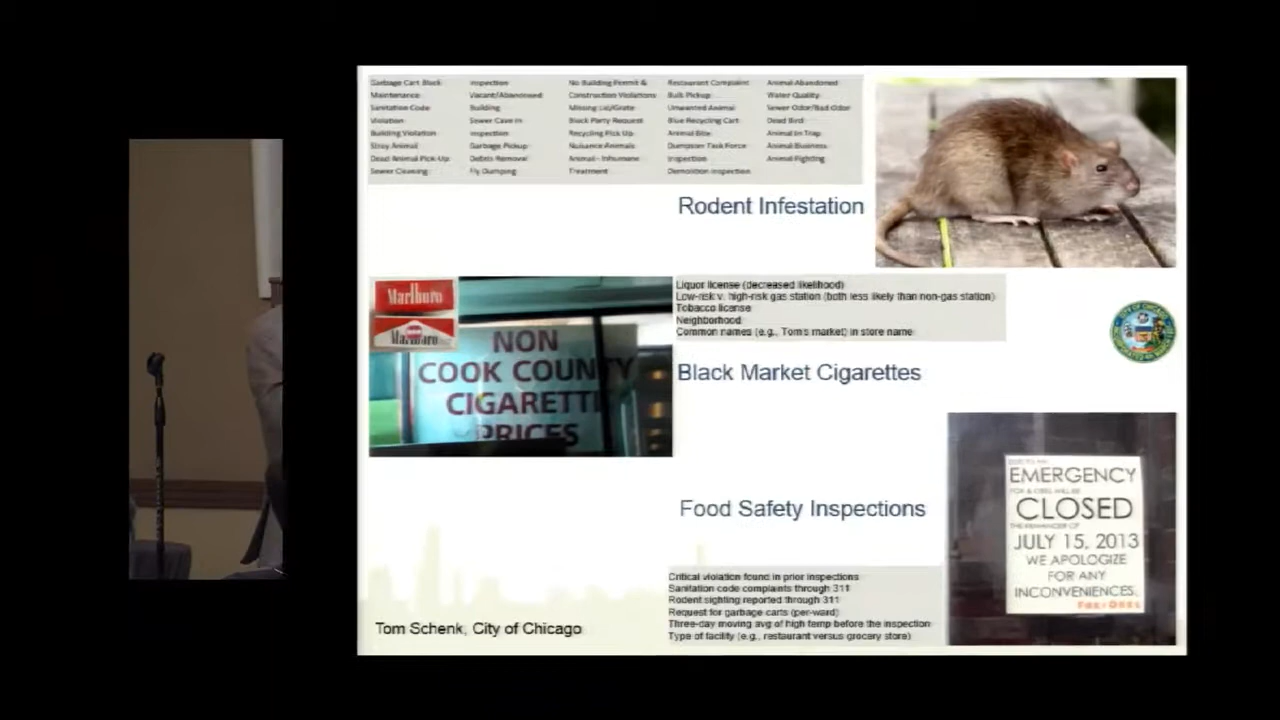 Garbage Cart Black
Maintenance
Sanitation Code
Violation
Building Violation
Stray Animal
Dead Animal Pick-Up
Sewer Cleaning
Inspection
Vacant/Abandoned
Building
Sewer Cave In
Inspection
Garbage Pickup
Debris Removal
Fly Dumping
No Building Permit &
Construction Violations
Missing Lid/Grate
Block Party Request
Recycling Pick Up
Nuisance Animals
Animal - Inhumane
Treatment
Restaurant Complaint
Bulk Pickup
Unwanted Animal
Blue Recycling Cart
Animal Bite
Dumpster Task Force
Inspection
Demolition Inspection
Animal Abandoned
Water Quality
Sewer Odor/Bad Odor
Dead Bird
Animal In Trap
Animal Business
Animal Fighting
Rodent Infestation
Marlboro
Marlboro
NON
COOK COUNTY
CIGARETTE
PRICES
Liquor license (decreased likelihood)
Low-risk v. high-risk gas station (both less likely than non-gas station)
Tobacco license
Neighborhood
Common names (e.g., Tom's market) in store name
Black Market Cigarettes
Food Safety Inspections
EMERGENCY
CLOSED
THE REMAINDER OF
JULY 15, 2013
WE APOLOGIZE
FOR ANY
INCONVENIENCES.
Critical violation found in prior inspections
Sanitation code complaints through 311
Rodent sighting reported through 311
Request for garbage carts (per-ward)
Three-day moving avg of high temp before the inspection
Type of facility (e.g., restaurant versus grocery store)
Tom Schenk, City of Chicago